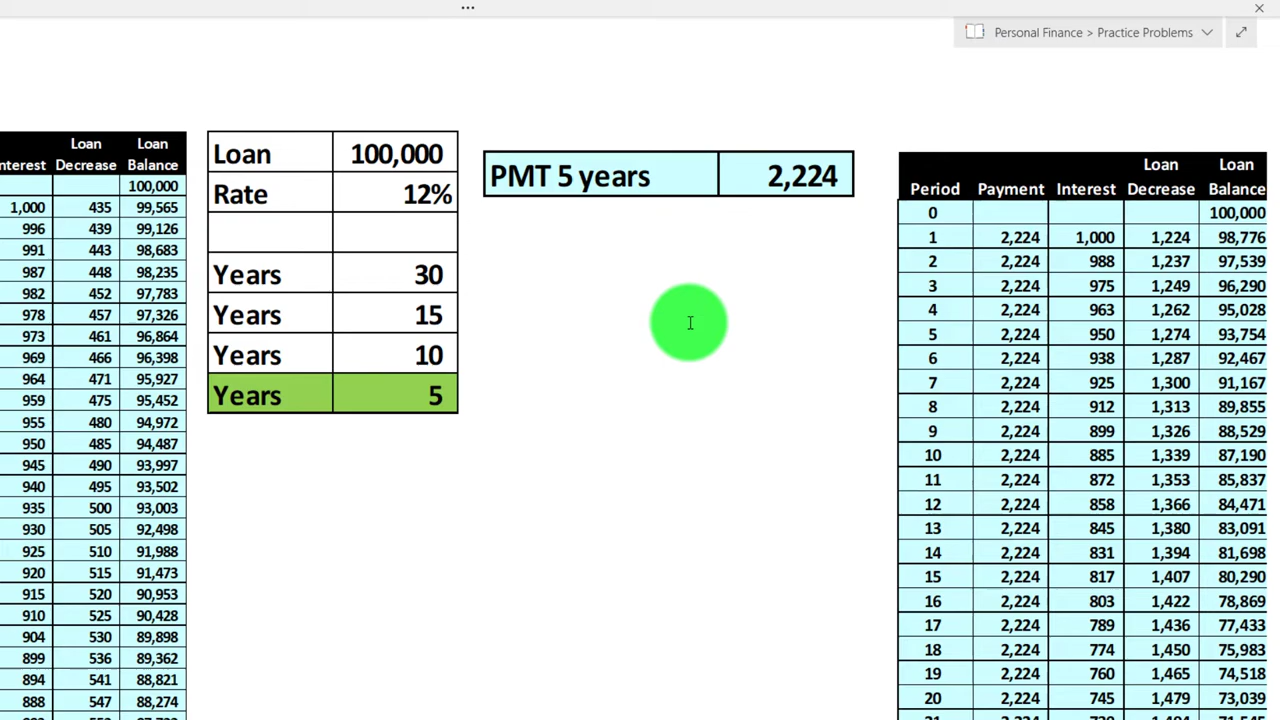 Personal Finance > Practice Problems
Loan Loan
nterest Decrease Balance
100,000
1,000 435 99,565
996 439 99,126
991 443 98,683
987 448 98,235
982 452 97,783
978 457 97,326
973 461 96,864
969 466 96,398
964 471 95,927
959 475 95,452
955 480 94,972
950 485 94,487
945 490 93,997
940 495 93,502
935 500 93,003
930 505 92,498
925 510 91,988
920 515 91,473
915 520 90,953
910 525 90,428
904 530 89,898
899 536 89,362
894 541 88,821
888 547 88,274
Loan 100,000
Rate 12%
Years 30
Years 15
Years 10
Years 5
PMT 5 years 2,224
Loan Loan
Period Payment Interest Decrease Balance
0 100,000
1 2,224 1,000 1,224 98,776
2 2,224 988 1,237 97,539
3 2,224 975 1,249 96,290
4 2,224 963 1,262 95,028
5 2,224 950 1,274 93,754
6 2,224 938 1,287 92,467
7 2,224 925 1,300 91,167
8 2,224 912 1,313 89,855
9 2,224 899 1,326 88,529
10 2,224 885 1,339 87,190
11 2,224 872 1,353 85,837
12 2,224 858 1,366 84,471
13 2,224 845 1,380 83,091
14 2,224 831 1,394 81,698
15 2,224 817 1,407 80,290
16 2,224 803 1,422 78,869
17 2,224 789 1,436 77,433
18 2,224 774 1,450 75,983
19 2,224 760 1,465 74,518
20 2,224 745 1,479 73,039